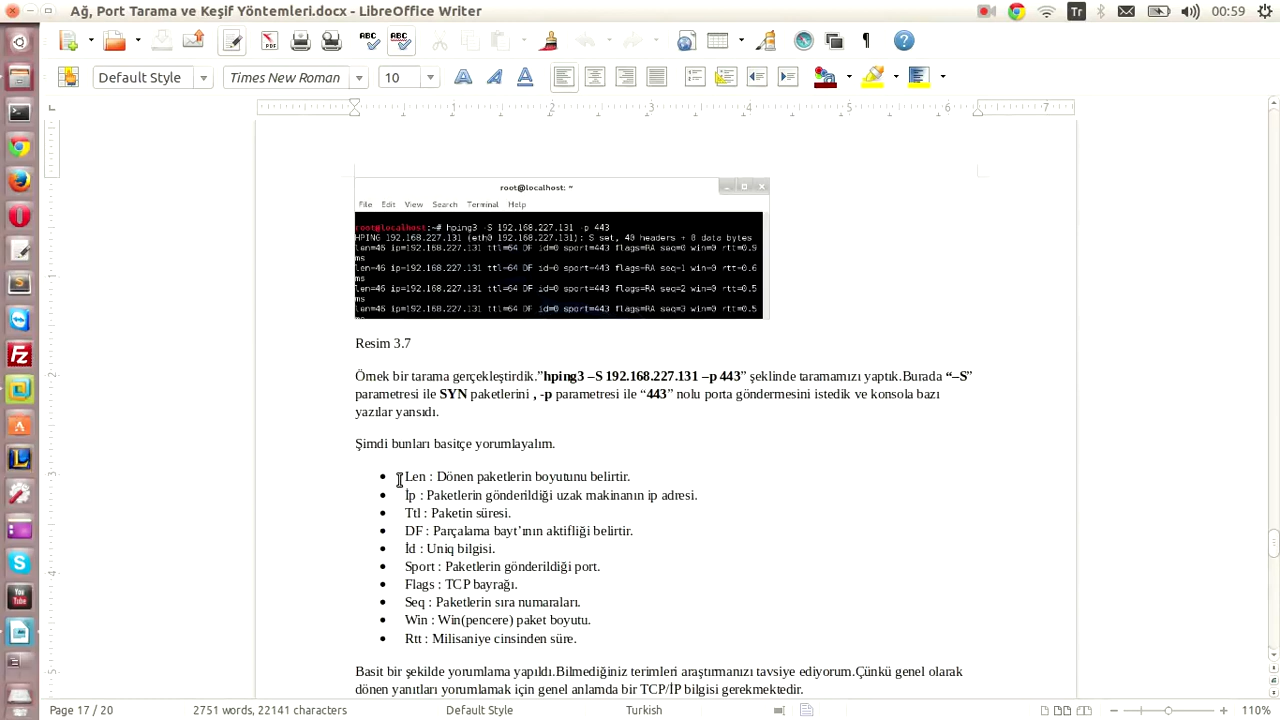 Ağ, Port Tarama ve Keşif Yöntemleri.docx - LibreOffice Writer
Tr
00:59
Default Style
Times New Roman
10
1 2 3 4 5 6 7
root@localhost: ~
File Edit View Search Terminal Help
root@localhost:~# hping3 -S 192.168.227.131 -p 443
HPING 192.168.227.131 (eth0 192.168.227.131): S set, 40 headers + 0 data bytes
len=46 ip=192.168.227.131 ttl=64 DF id=0 sport=443 flags=RA seq=0 win=0 rtt=0.9
ms
len=46 ip=192.168.227.131 ttl=64 DF id=0 sport=443 flags=RA seq=1 win=0 rtt=0.6
ms
len=46 ip=192.168.227.131 ttl=64 DF id=0 sport=443 flags=RA seq=2 win=0 rtt=0.5
ms
len=46 ip=192.168.227.131 ttl=64 DF id=0 sport=443 flags=RA seq=3 win=0 rtt=0.5
Resim 3.7
Örnek bir tarama gerçekleştirdik.”hping3 –S 192.168.227.131 –p 443” şeklinde taramamızı yaptık.Burada “–S”
parametresi ile SYN paketlerini , -p parametresi ile “443” nolu porta göndermesini istedik ve konsola bazı
yazılar yansıdı.
Şimdi bunları basitçe yorumlayalım.
• Len : Dönen paketlerin boyutunu belirtir.
• İp : Paketlerin gönderildiği uzak makinanın ip adresi.
• Ttl : Paketin süresi.
• DF : Parçalama bayt’ının aktifliği belirtir.
• İd : Uniq bilgisi.
• Sport : Paketlerin gönderildiği port.
• Flags : TCP bayrağı.
• Seq : Paketlerin sıra numaraları.
• Win : Win(pencere) paket boyutu.
• Rtt : Milisaniye cinsinden süre.
Basit bir şekilde yorumlama yapıldı.Bilmediğiniz terimleri araştırmanızı tavsiye ediyorum.Çünkü genel olarak
dönen yanıtları yorumlamak için genel anlamda bir TCP/İP bilgisi gerekmektedir.
Page 17 / 20
2751 words, 22141 characters
Default Style
Turkish
110%